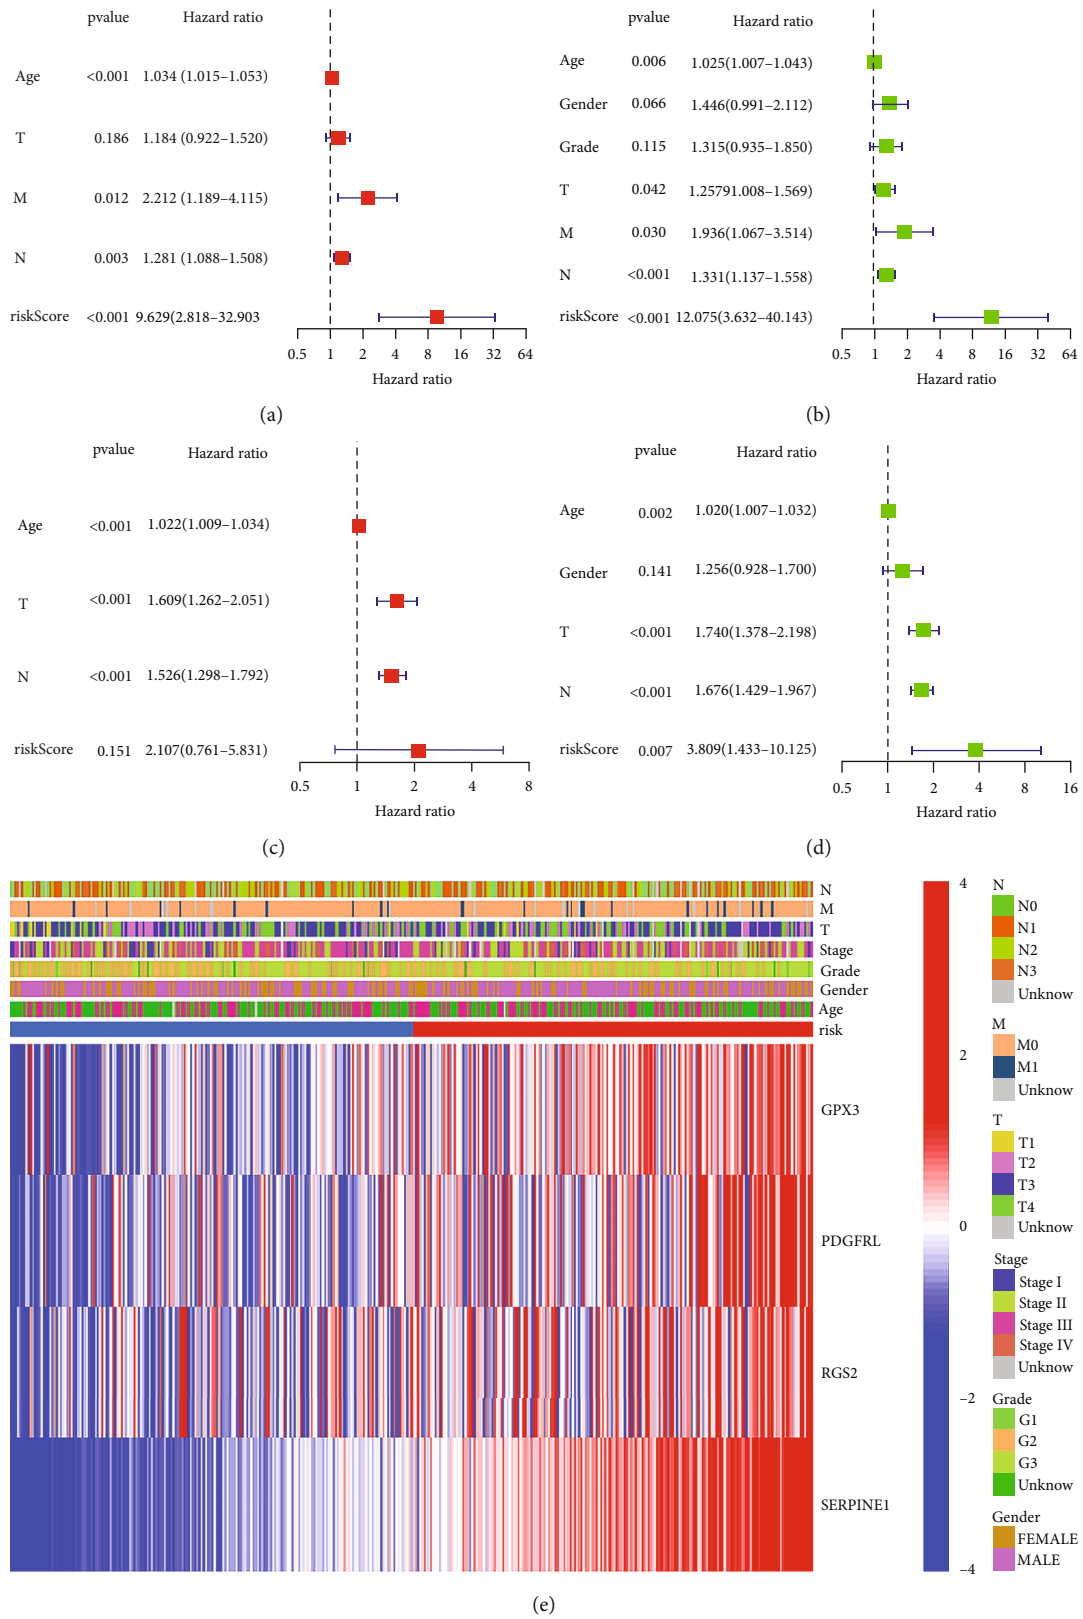 pvalue Hazard ratio
Age <0.001 1.034 (1.015–1.053)
T 0.186 1.184 (0.922–1.520)
M 0.012 2.212 (1.189–4.115)
N 0.003 1.281 (1.088–1.508)
riskScore <0.001 9.629(2.818–32.903
0.5 1 2 4 8 16 32 64
Hazard ratio
(a)
pvalue Hazard ratio
Age 0.006 1.025(1.007–1.043)
Gender 0.066 1.446(0.991–2.112)
Grade 0.115 1.315(0.935–1.850)
T 0.042 1.25791.008–1.569)
M 0.030 1.936(1.067–3.514)
N <0.001 1.331(1.137–1.558)
riskScore <0.001 12.075(3.632–40.143)
0.5 1 2 4 8 16 32 64
Hazard ratio
(b)
pvalue Hazard ratio
Age <0.001 1.022(1.009–1.034)
T <0.001 1.609(1.262–2.051)
N <0.001 1.526(1.298–1.792)
riskScore 0.151 2.107(0.761–5.831)
0.5 1 2 4 8
Hazard ratio
(c)
pvalue Hazard ratio
Age 0.002 1.020(1.007–1.032)
Gender 0.141 1.256(0.928–1.700)
T <0.001 1.740(1.378–2.198)
N <0.001 1.676(1.429–1.967)
riskScore 0.007 3.809(1.433–10.125)
0.5 1 2 4 8 16
Hazard ratio
(d)
N
M
T
Stage
Grade
Gender
Age
risk
GPX3
PDGFRL
RGS2
SERPINE1
4
2
0
–2
–4
N
N0
N1
N2
N3
Unknow
M
M0
M1
Unknow
T
T1
T2
T3
T4
Unknow
Stage
Stage I
Stage II
Stage III
Stage IV
Unknow
Grade
G1
G2
G3
Unknow
Gender
FEMALE
MALE
(e)